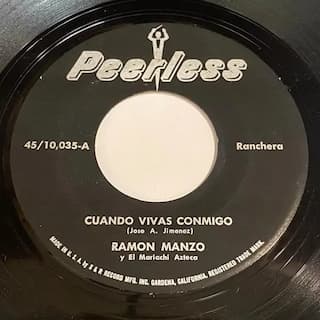 Peerless
45/10,035-A
Ranchera
CUANDO VIVAS CONMIGO
(Jose A. Jimenez)
RAMON MANZO
y El Mariachi Azteca
MADE IN U.S.A. by R & R RECORD MFG. INC. GARDENA, CALIFORNIA. REGISTERED TRADE MARK.